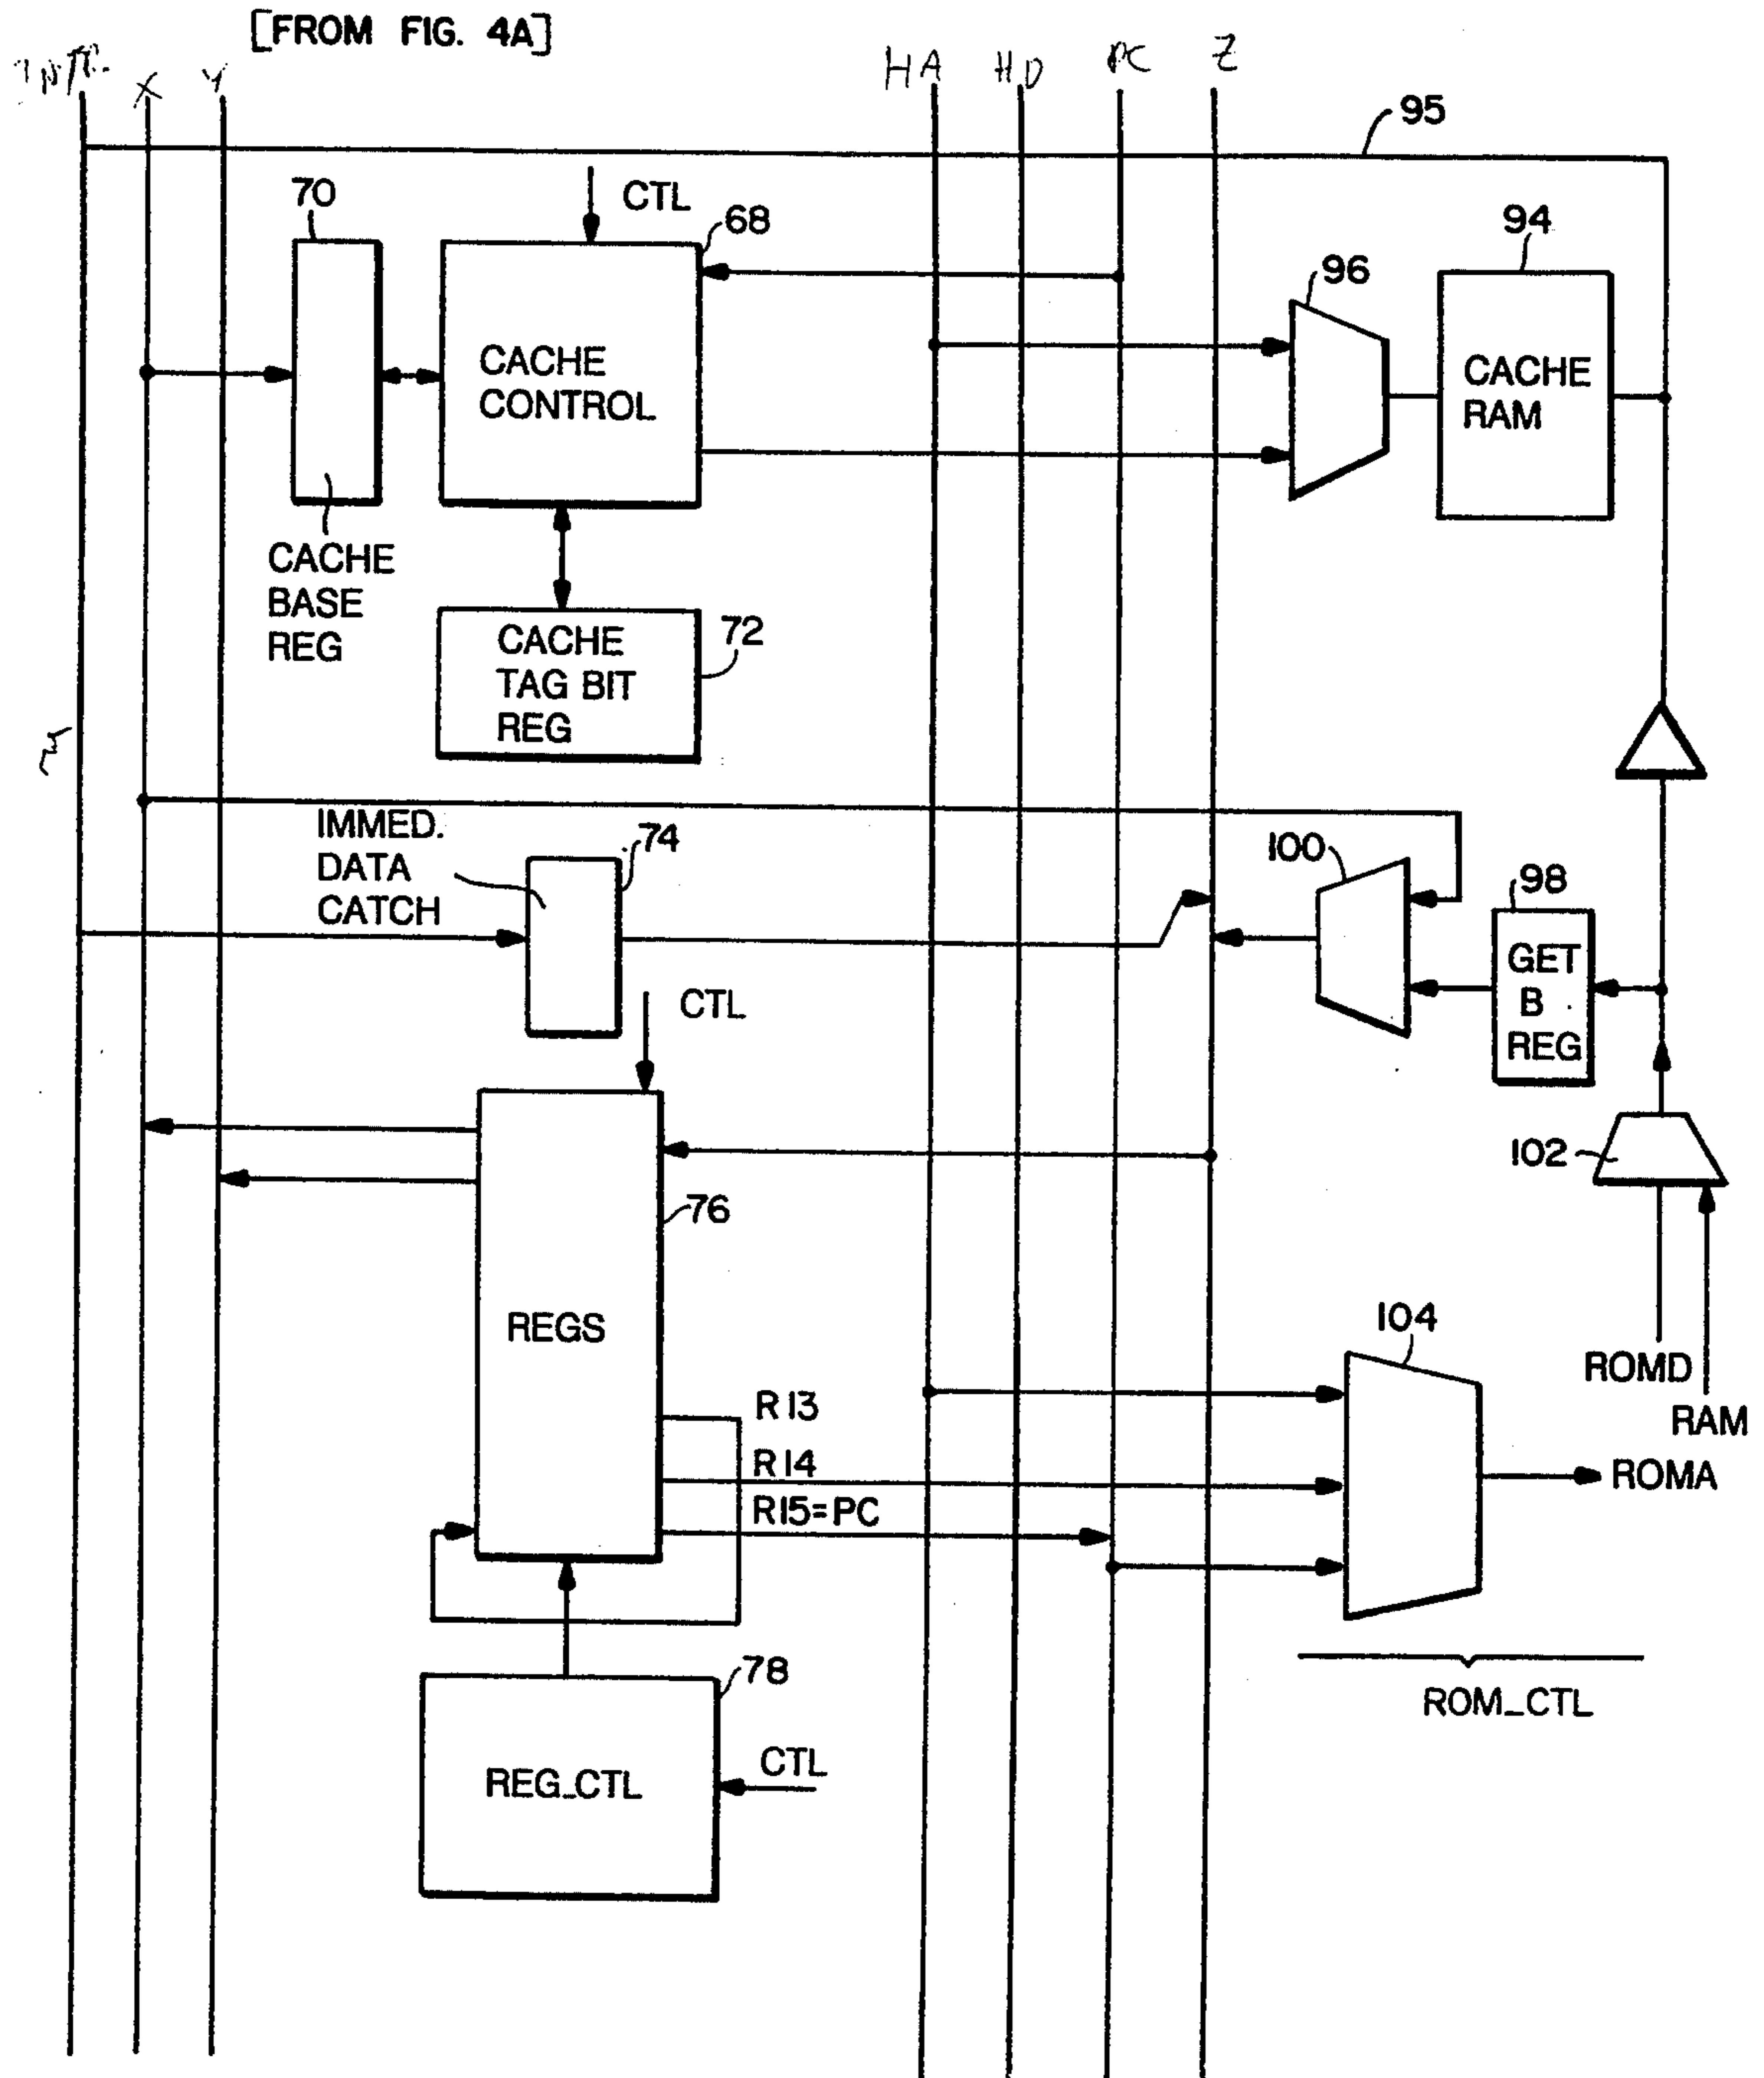 [FROM FIG. 4A]
X
Y
HA
HD
PC
Z
95
70
CTL
68
94
96
CACHE
CONTROL
CACHE
RAM
CACHE
BASE
REG
CACHE
TAG BIT
REG
72
IMMED.
DATA
CATCH
74
100
98
GET
B
REG
CTL
102
76
REGS
104
ROMD
RAM
R13
R14
ROMA
R15=PC
78
ROM_CTL
REG_CTL
CTL